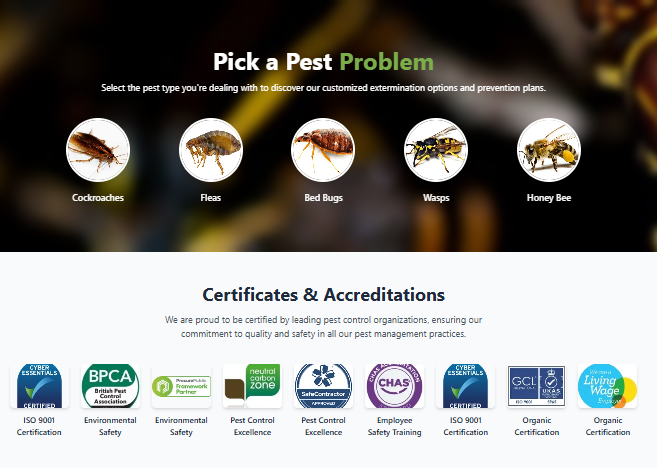 Pick a Pest Problem
Select the pest type you're dealing with to discover our customized extermination options and prevention plans.
Cockroaches
Fleas
Bed Bugs
Wasps
Honey Bee
Certificates & Accreditations
We are proud to be certified by leading pest control organizations, ensuring our
commitment to quality and safety in all our pest management practices.
CYBER
ESSENTIALS
CERTIFIED
ISO 9001
Certification
BPCA
British Pest
Control
Association
Environmental
Safety
Framework
Partner
Environmental
Safety
neutral
carbon
zone
Pest Control
Excellence
SafeContractor
APPROVED
Pest Control
Excellence
CHAS
Employee
Safety Training
CYBER
ESSENTIALS
CERTIFIED
ISO 9001
Certification
GCL
UKAS
ISO 9001
Organic
Certification
We are a
Living
Wage
Employer
Organic
Certification